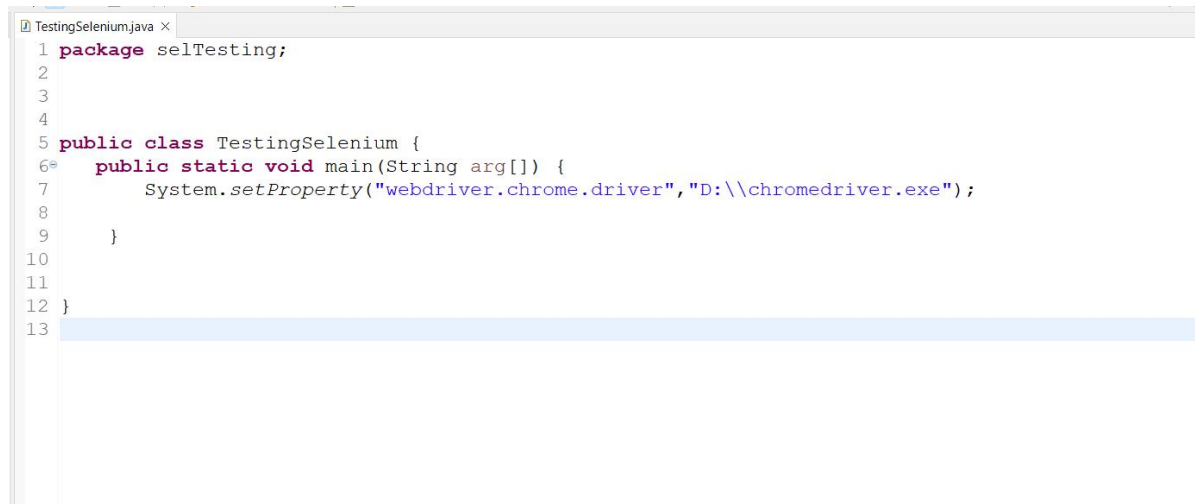 TestingSelenium.java ×
1 package selTesting;
2
3
4
5 public class TestingSelenium {
6 public static void main(String arg[]) {
7 System.setProperty("webdriver.chrome.driver","D:\\chromedriver.exe");
8
9 }
10
11
12 }
13